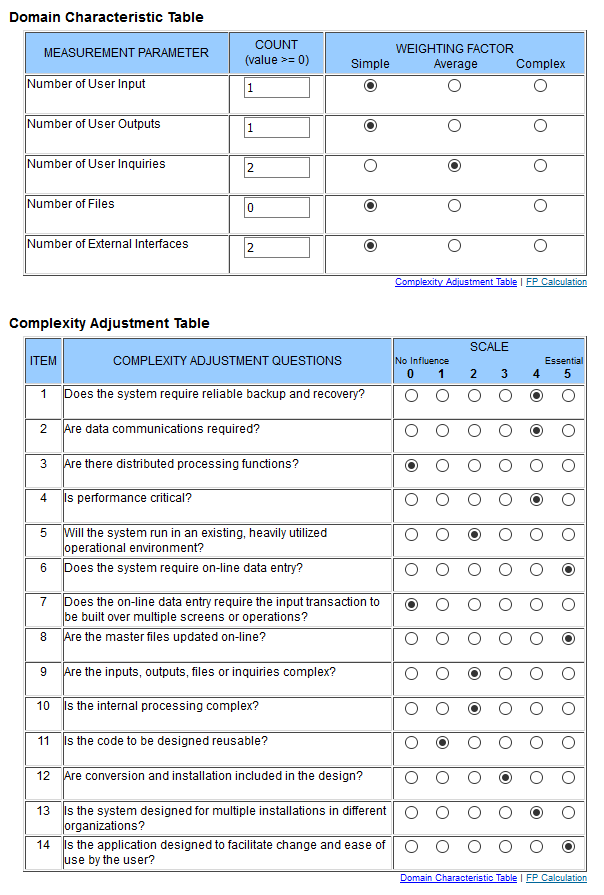 Domain Characteristic Table
MEASUREMENT PARAMETER
COUNT
(value >= 0)
WEIGHTING FACTOR
Simple Average Complex
Number of User Input 1
Number of User Outputs 1
Number of User Inquiries 2
Number of Files 0
Number of External Interfaces 2
Complexity Adjustment Table | FP Calculation
Complexity Adjustment Table
ITEM
COMPLEXITY ADJUSTMENT QUESTIONS
SCALE
No Influence Essential
0 1 2 3 4 5
1 Does the system require reliable backup and recovery?
2 Are data communications required?
3 Are there distributed processing functions?
4 Is performance critical?
5 Will the system run in an existing, heavily utilized
operational environment?
6 Does the system require on-line data entry?
7 Does the on-line data entry require the input transaction to
be built over multiple screens or operations?
8 Are the master files updated on-line?
9 Are the inputs, outputs, files or inquiries complex?
10 Is the internal processing complex?
11 Is the code to be designed reusable?
12 Are conversion and installation included in the design?
13 Is the system designed for multiple installations in different
organizations?
14 Is the application designed to facilitate change and ease of
use by the user?
Domain Characteristic Table | FP Calculation